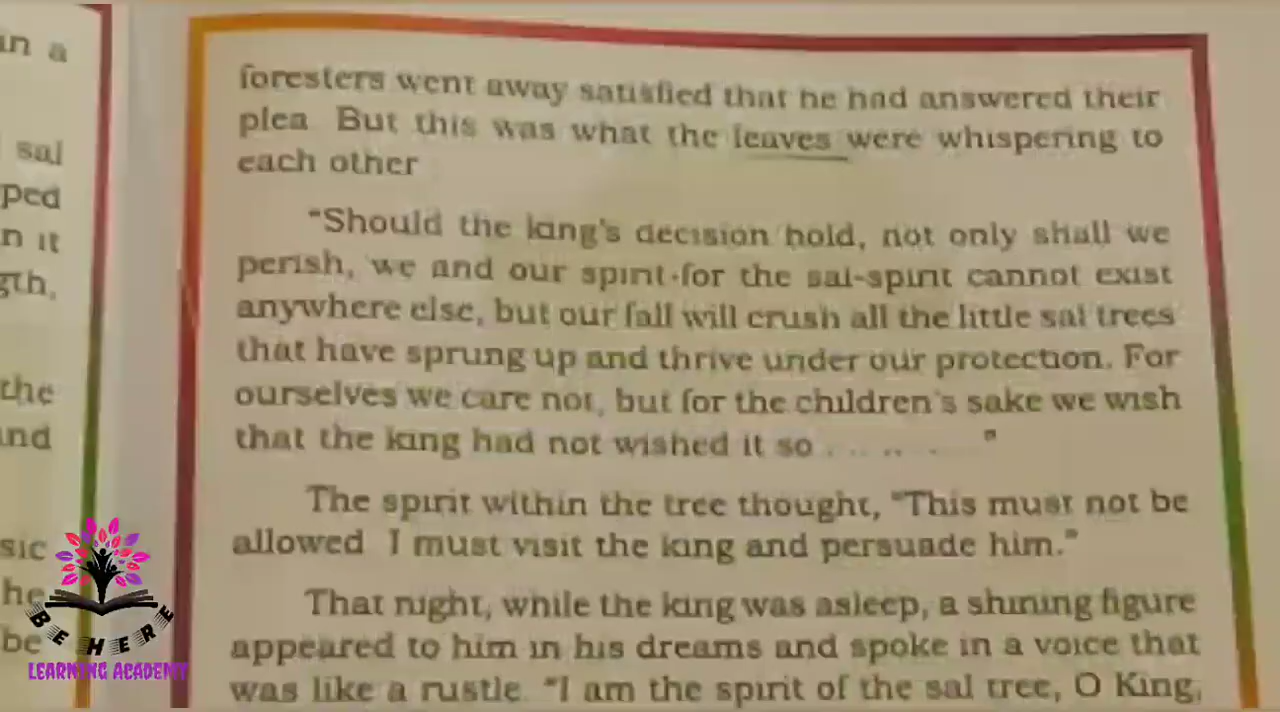 in a
sal
ped
n it
gth,
the
and
sic
he
be
foresters went away satisfied that he had answered their
plea. But this was what the leaves were whispering to
each other
"Should the king's decision hold, not only shall we
perish, we and our spirit-for the sal-spirit cannot exist
anywhere else, but our fall will crush all the little sal trees
that have sprung up and thrive under our protection. For
ourselves we care not, but for the children's sake we wish
that the king had not wished it so . . . . . . ."
The spirit within the tree thought, "This must not be
allowed. I must visit the king and persuade him."
That night, while the king was asleep, a shining figure
appeared to him in his dreams and spoke in a voice that
was like a rustle. "I am the spirit of the sal tree, O King,
BE HERE
LEARNING ACADEMY